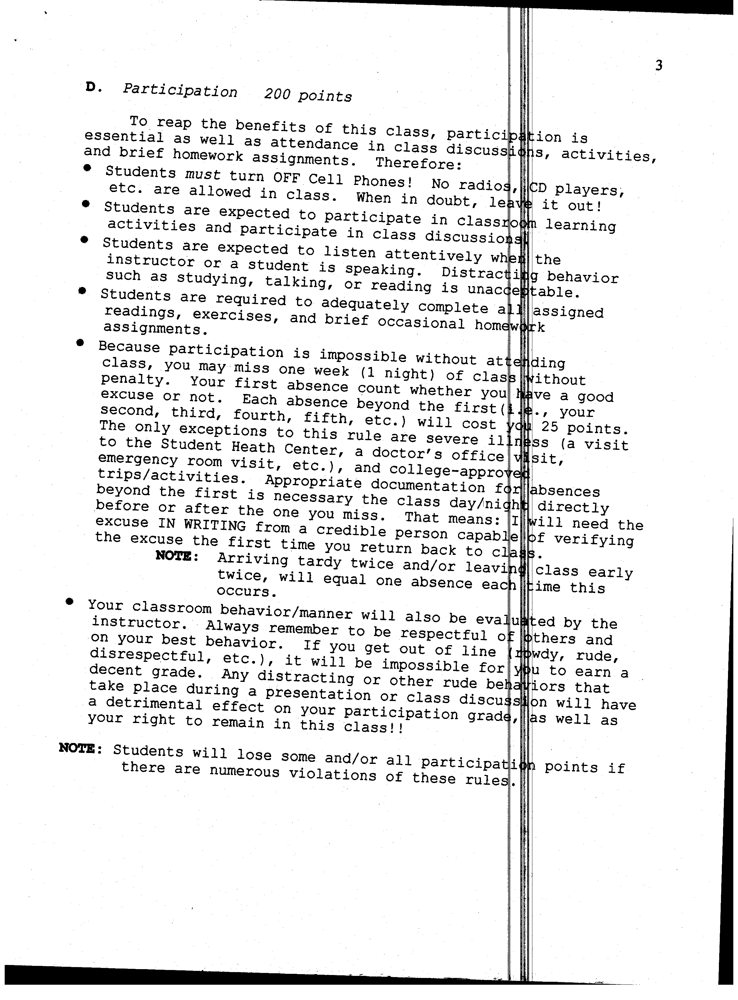 3
D. Participation 200 points
To reap the benefits of this class, participation is
essential as well as attendance in class discussions, activities,
and brief homework assignments. Therefore:
● Students must turn OFF Cell Phones! No radios, CD players,
etc. are allowed in class. When in doubt, leave it out!
● Students are expected to participate in classroom learning
activities and participate in class discussions.
● Students are expected to listen attentively when the
instructor or a student is speaking. Distracting behavior
such as studying, talking, or reading is unacceptable.
● Students are required to adequately complete all assigned
readings, exercises, and brief occasional homework
assignments.
● Because participation is impossible without attending
class, you may miss one week (1 night) of class without
penalty. Your first absence count whether you have a good
excuse or not. Each absence beyond the first(i.e., your
second, third, fourth, fifth, etc.) will cost you 25 points.
The only exceptions to this rule are severe illness (a visit
to the Student Heath Center, a doctor's office visit,
emergency room visit, etc.), and college-approved
trips/activities. Appropriate documentation for absences
beyond the first is necessary the class day/night directly
before or after the one you miss. That means: I will need the
excuse IN WRITING from a credible person capable of verifying
the excuse the first time you return back to class.
NOTE: Arriving tardy twice and/or leaving class early
twice, will equal one absence each time this
occurs.
● Your classroom behavior/manner will also be evaluated by the
instructor. Always remember to be respectful of others and
on your best behavior. If you get out of line (rowdy, rude,
disrespectful, etc.), it will be impossible for you to earn a
decent grade. Any distracting or other rude behaviors that
take place during a presentation or class discussion will have
a detrimental effect on your participation grade, as well as
your right to remain in this class!!
NOTE: Students will lose some and/or all participation points if
there are numerous violations of these rules.